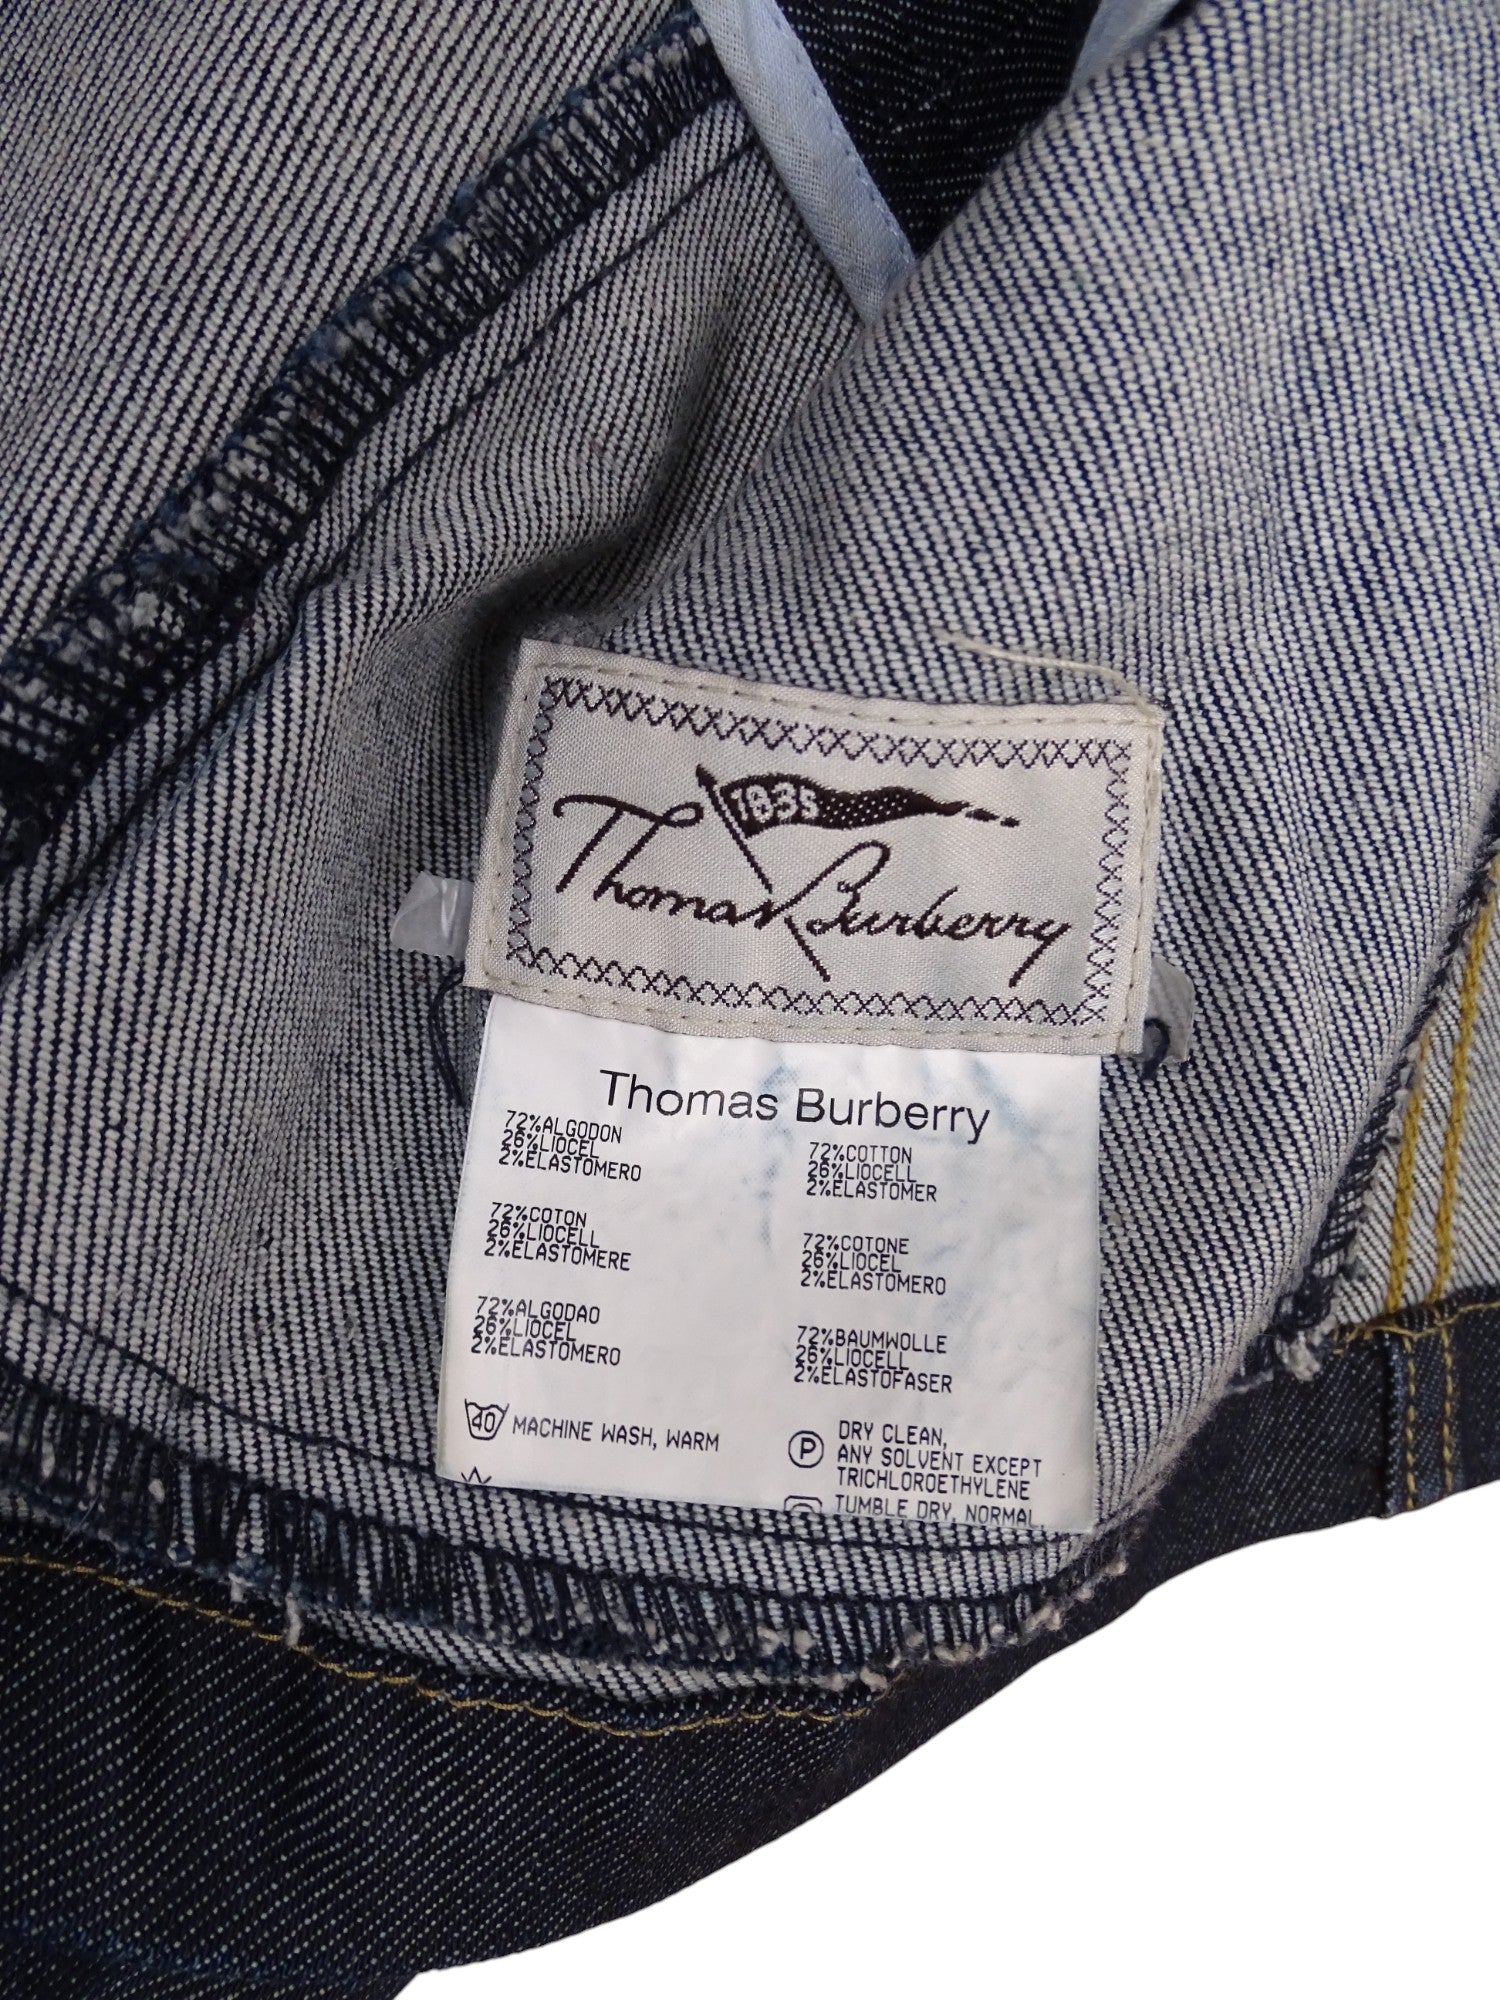 1835
Thomas Burberry
Thomas Burberry
72%ALGODON
26%LIOCEL
2%ELASTOMERO
72%COTTON
26%LIOCELL
2%ELASTOMER
72%COTON
26%LYOCELL
2%ELASTOMERE
72%COTONE
26%LIOCEL
2%ELASTOMERO
72%ALGODAO
26%LIOCEL
2%ELASTOMERO
72%BAUMWOLLE
26%LIOCELL
2%ELASTOFASER
40 MACHINE WASH, WARM
P DRY CLEAN,
ANY SOLVENT EXCEPT
TRICHLOROETHYLENE
TUMBLE DRY, NORMAL